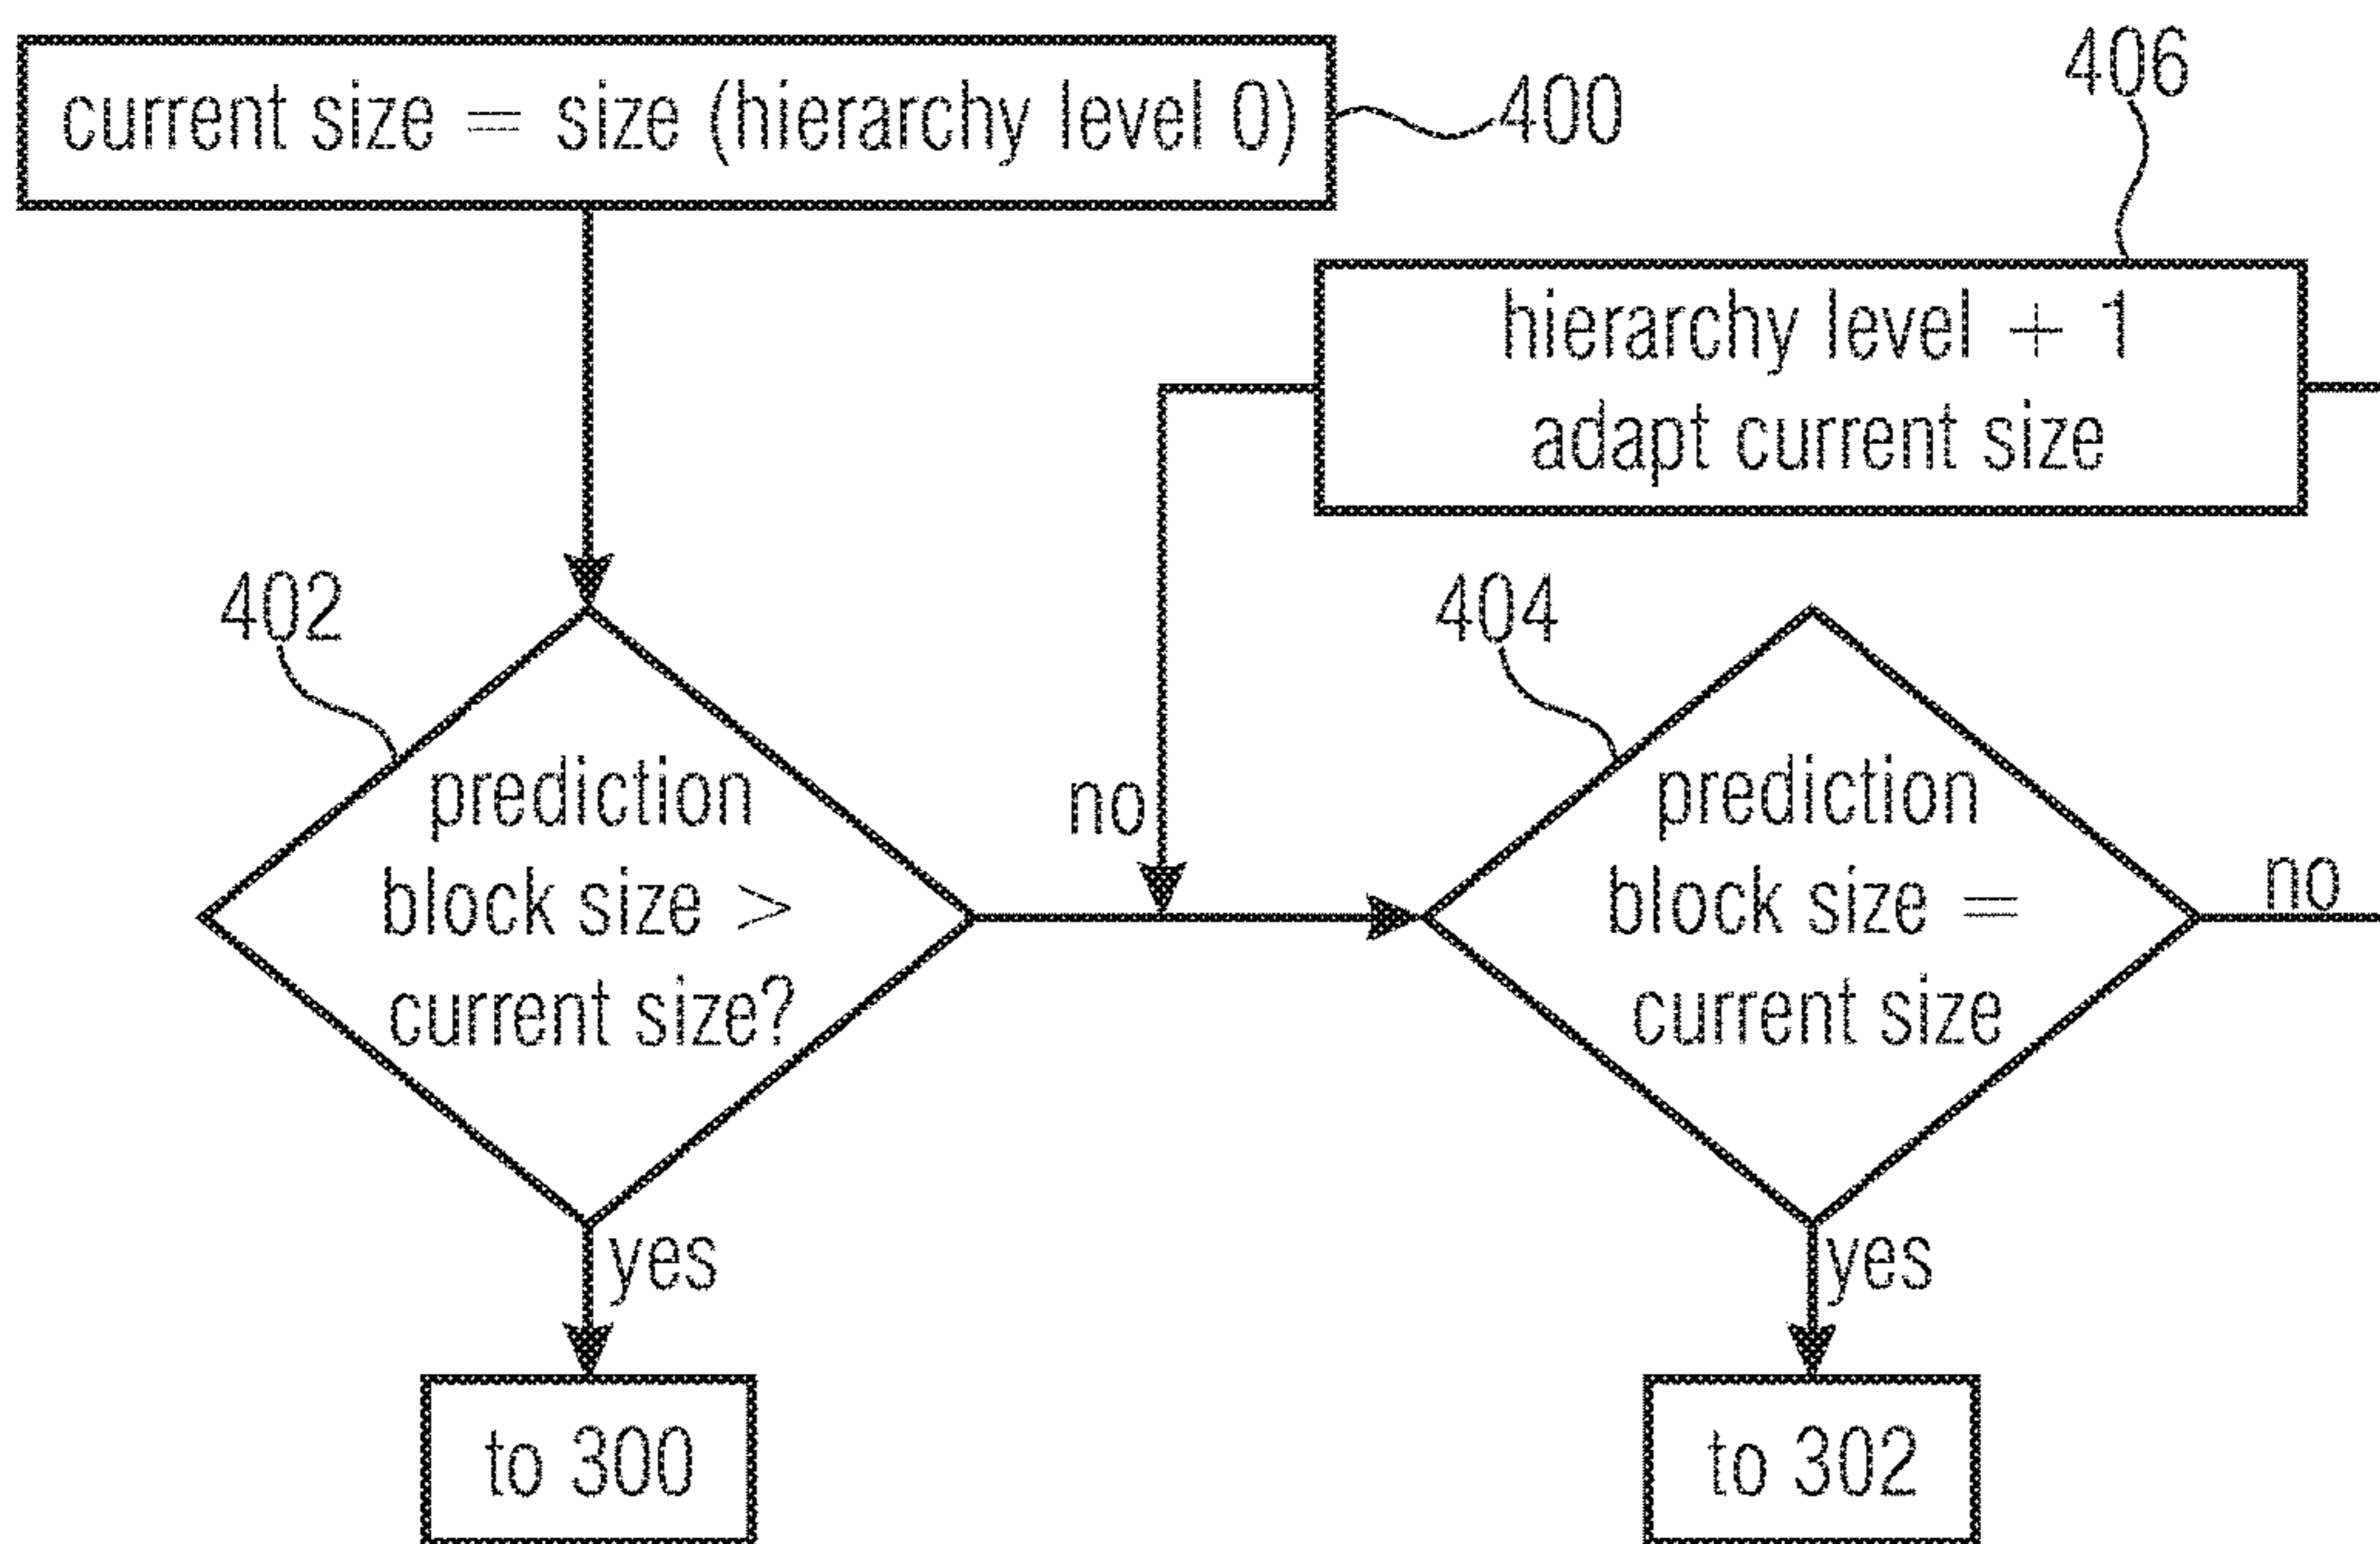 current size = size (hierarchy level 0)
400
406
hierarchy level + 1
adapt current size
402
prediction
block size >
current size?
no
404
prediction
block size =
current size
no
yes
to 300
yes
to 302